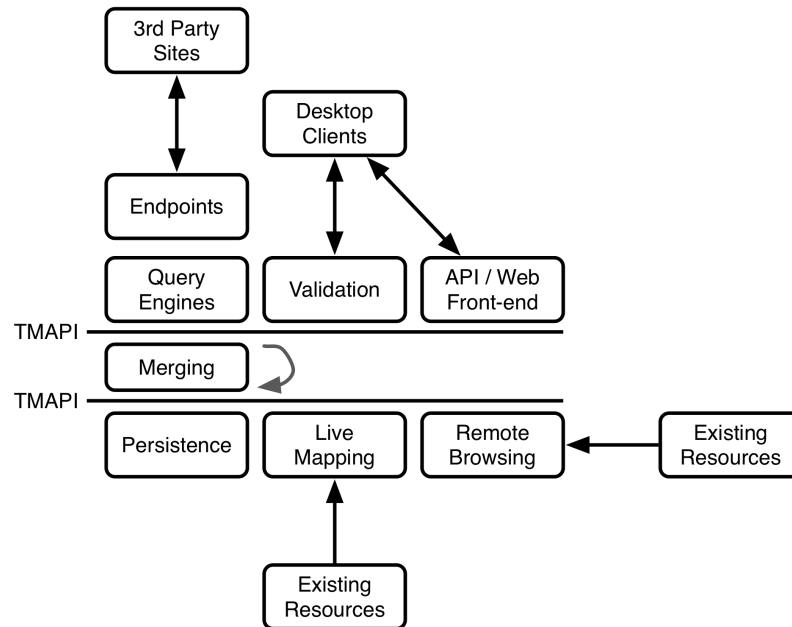 3rd Party
Sites
Desktop
Clients
Endpoints
Query
Engines
Validation
API / Web
Front-end
TMAPI
Merging
TMAPI
Persistence
Live
Mapping
Remote
Browsing
Existing
Resources
Existing
Resources